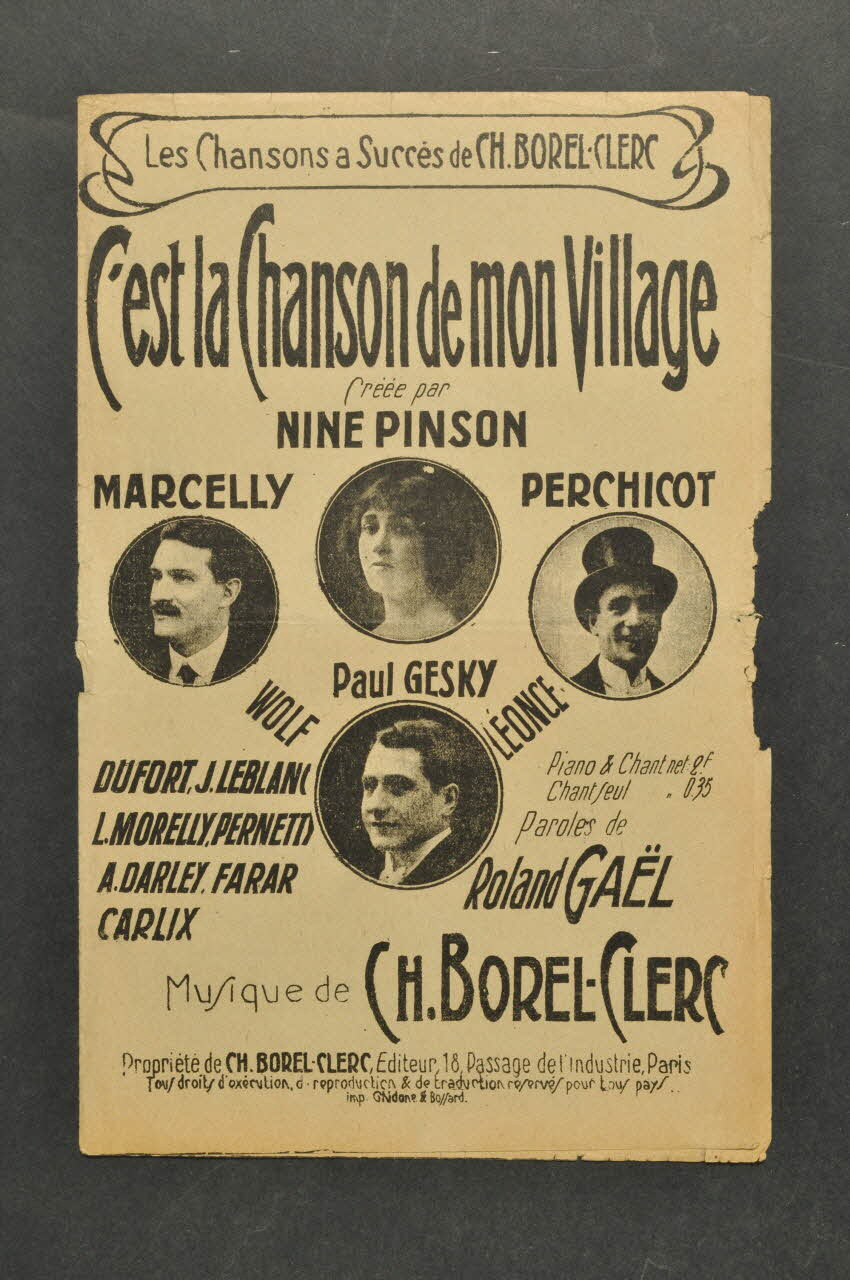 Les Chansons a Succès de CH. BOREL-CLERC
C'est la Chanson de mon Village
Créée par
NINE PINSON
MARCELLY
PERCHICOT
Paul GESKY
WOLF
LÉONCE
DUFORT, J. LEBLANC
L. MORELLY, PERNETTI
A. DARLEY, FARAR
CARLIX
Piano & Chant net 2F
Chant seul " 0.35
Paroles de
Roland GAËL
Musique de CH. BOREL-CLERC
Propriété de CH. BOREL-CLERC, Editeur, 18, Passage de l'Industrie, Paris
Tous droits d'exécution, d. reproduction & de traduction réservés pour tous pays..
imp. & Bossard.